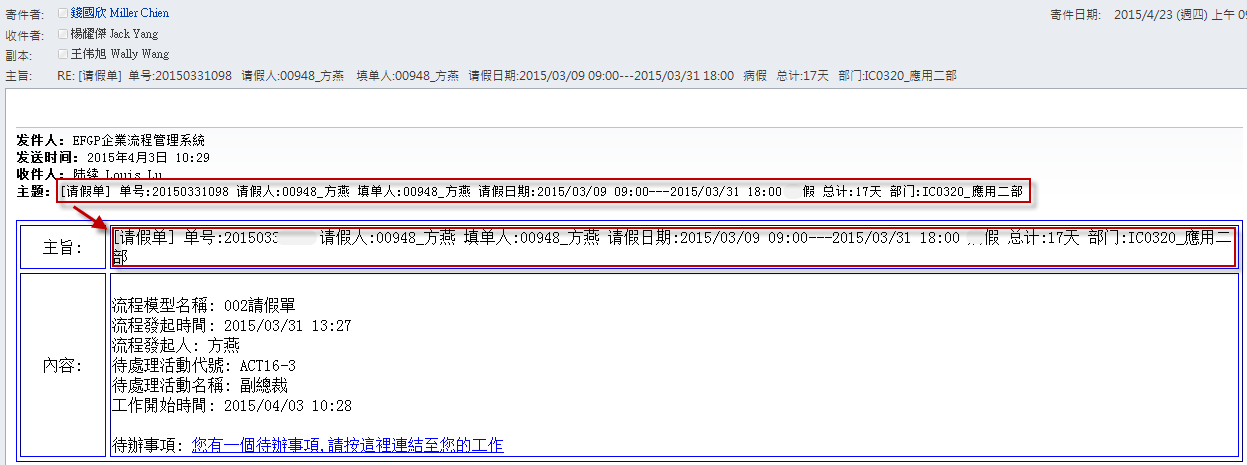 寄件者: 錢國欣 Miller Chien
寄件日期: 2015/4/23 (週四) 上午 09
收件者: 楊燿傑 Jack Yang
副本: 王伟旭 Wally Wang
主旨: RE: [请假单] 单号:20150331098 请假人:00948_方燕 填单人:00948_方燕 请假日期:2015/03/09 09:00---2015/03/31 18:00 病假 总计:17天 部门:IC0320_應用二部
发件人: EFGP企業流程管理系統
发送时间: 2015年4月3日 10:29
收件人: 陆续 Louis Lu
主题: [请假单] 单号:20150331098 请假人:00948_方燕 填单人:00948_方燕 请假日期:2015/03/09 09:00---2015/03/31 18:00 假 总计:17天 部门:IC0320_應用二部
主旨: [请假单] 单号:201503 请假人:00948_方燕 填单人:00948_方燕 请假日期:2015/03/09 09:00---2015/03/31 18:00 假 总计:17天 部门:IC0320_應用二
部
內容:
流程模型名稱: 002請假單
流程發起時間: 2015/03/31 13:27
流程發起人: 方燕
待處理活動代號: ACT16-3
待處理活動名稱: 副總裁
工作開始時間: 2015/04/03 10:28
待辦事項: 您有一個待辦事項,請按這裡連結至您的工作